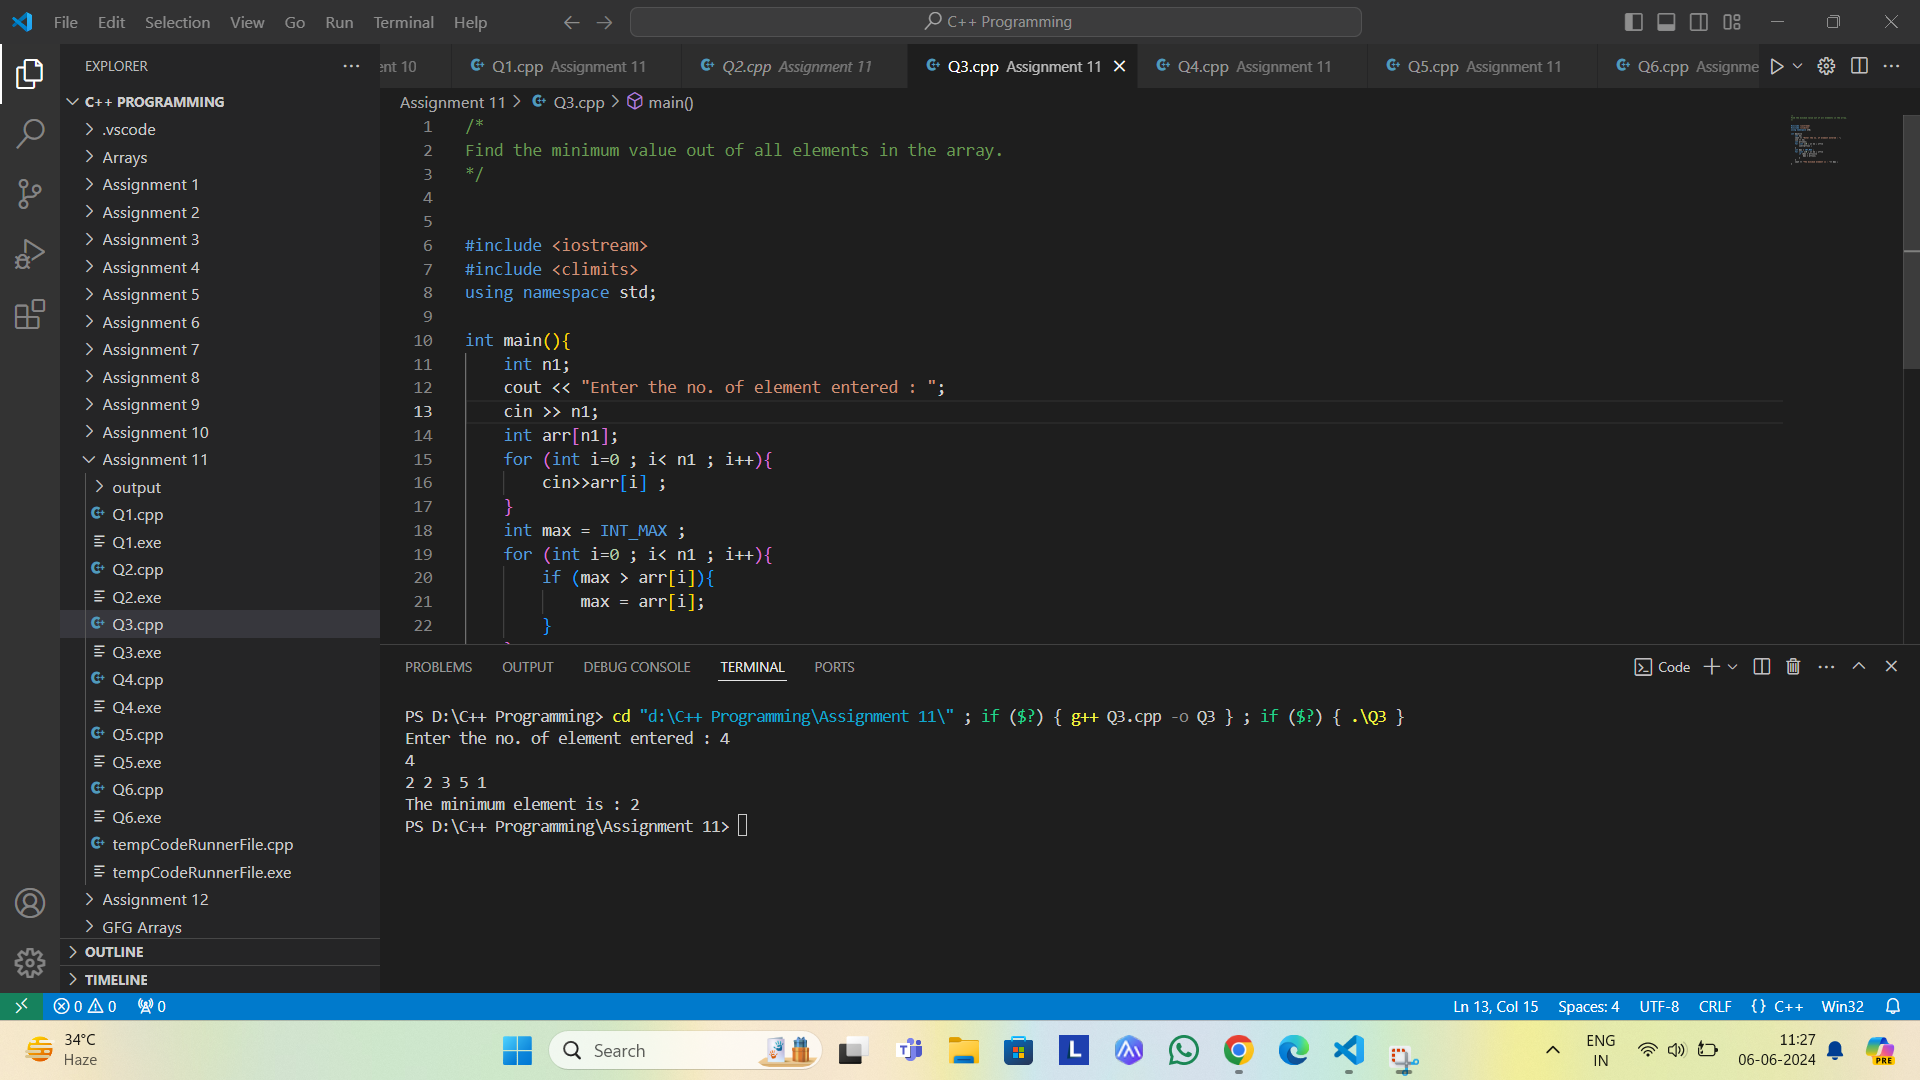 File Edit Selection View Go Run Terminal Help
C++ Programming
EXPLORER
C++ PROGRAMMING
.vscode
Arrays
Assignment 1
Assignment 2
Assignment 3
Assignment 4
Assignment 5
Assignment 6
Assignment 7
Assignment 8
Assignment 9
Assignment 10
Assignment 11
output
Q1.cpp
Q1.exe
Q2.cpp
Q2.exe
Q3.cpp
Q3.exe
Q4.cpp
Q4.exe
Q5.cpp
Q5.exe
Q6.cpp
Q6.exe
tempCodeRunnerFile.cpp
tempCodeRunnerFile.exe
Assignment 12
GFG Arrays
OUTLINE
TIMELINE
ent 10 Q1.cpp Assignment 11 Q2.cpp Assignment 11 Q3.cpp Assignment 11 Q4.cpp Assignment 11 Q5.cpp Assignment 11 Q6.cpp Assignme
Assignment 11 > Q3.cpp > main()
1 /*
2 Find the minimum value out of all elements in the array.
3 */
4
5
6 #include <iostream>
7 #include <climits>
8 using namespace std;
9
10 int main(){
11 int n1;
12 cout << "Enter the no. of element entered : ";
13 cin >> n1;
14 int arr[n1];
15 for (int i=0 ; i< n1 ; i++){
16 cin>>arr[i] ;
17 }
18 int max = INT_MAX ;
19 for (int i=0 ; i< n1 ; i++){
20 if (max > arr[i]){
21 max = arr[i];
22 }
PROBLEMS OUTPUT DEBUG CONSOLE TERMINAL PORTS
Code
PS D:\C++ Programming> cd "d:\C++ Programming\Assignment 11\" ; if ($?) { g++ Q3.cpp -o Q3 } ; if ($?) { .\Q3 }
Enter the no. of element entered : 4
4
2 2 3 5 1
The minimum element is : 2
PS D:\C++ Programming\Assignment 11>
0 0 0
Ln 13, Col 15 Spaces: 4 UTF-8 CRLF {} C++ Win32
34°C
Haze
Search
L
ENG
IN
11:27
06-06-2024
PRE